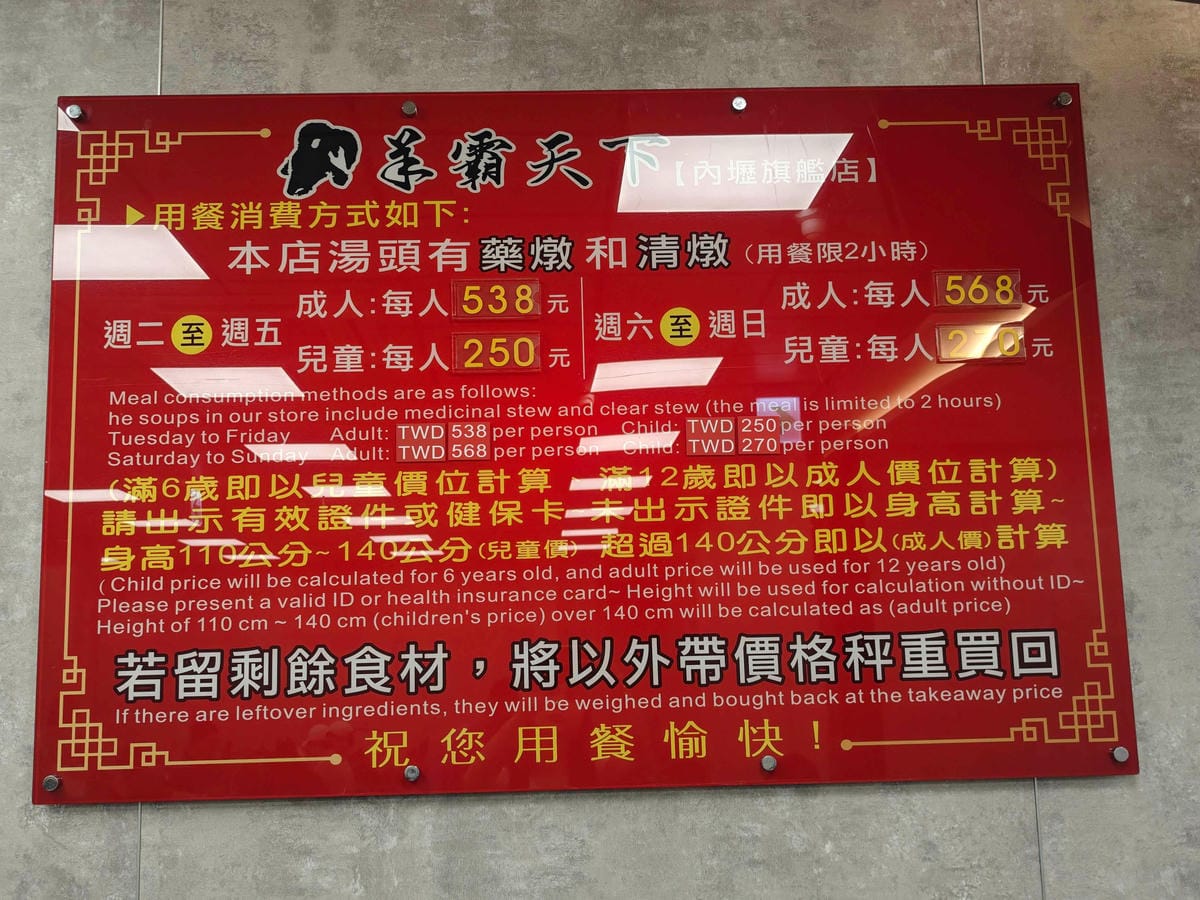 羊霸天下【內壢旗艦店】
▶用餐消費方式如下:
本店湯頭有藥燉和清燉(用餐限2小時)
週二至週五 成人:每人538元
兒童:每人250元
週六至週日 成人:每人568元
兒童:每人270元
Meal consumption methods are as follows:
he soups in our store include medicinal stew and clear stew (the meal is limited to 2 hours)
Tuesday to Friday Adult: TWD 538 per person Child: TWD 250 per person
Saturday to Sunday Adult: TWD 568 per person Child: TWD 270 per person
(滿6歲即以兒童價位計算 滿12歲即以成人價位計算)
請出示有效證件或健保卡 未出示證件即以身高計算~
身高110公分~140公分(兒童價) 超過140公分即以(成人價)計算
(Child price will be calculated for 6 years old, and adult price will be used for 12 years old)
Please present a valid ID or health insurance card~ Height will be used for calculation without ID~
Height of 110 cm ~ 140 cm (children's price) over 140 cm will be calculated as (adult price)
若留剩餘食材，將以外帶價格秤重買回
If there are leftover ingredients, they will be weighed and bought back at the takeaway price
祝您用餐愉快!